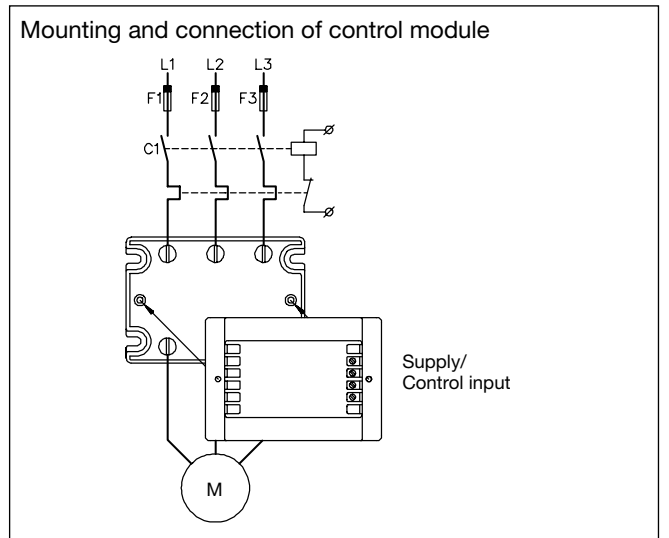 Mounting and connection of control module
L1 L2 L3
F1 F2 F3
C1
Supply/
Control input
M